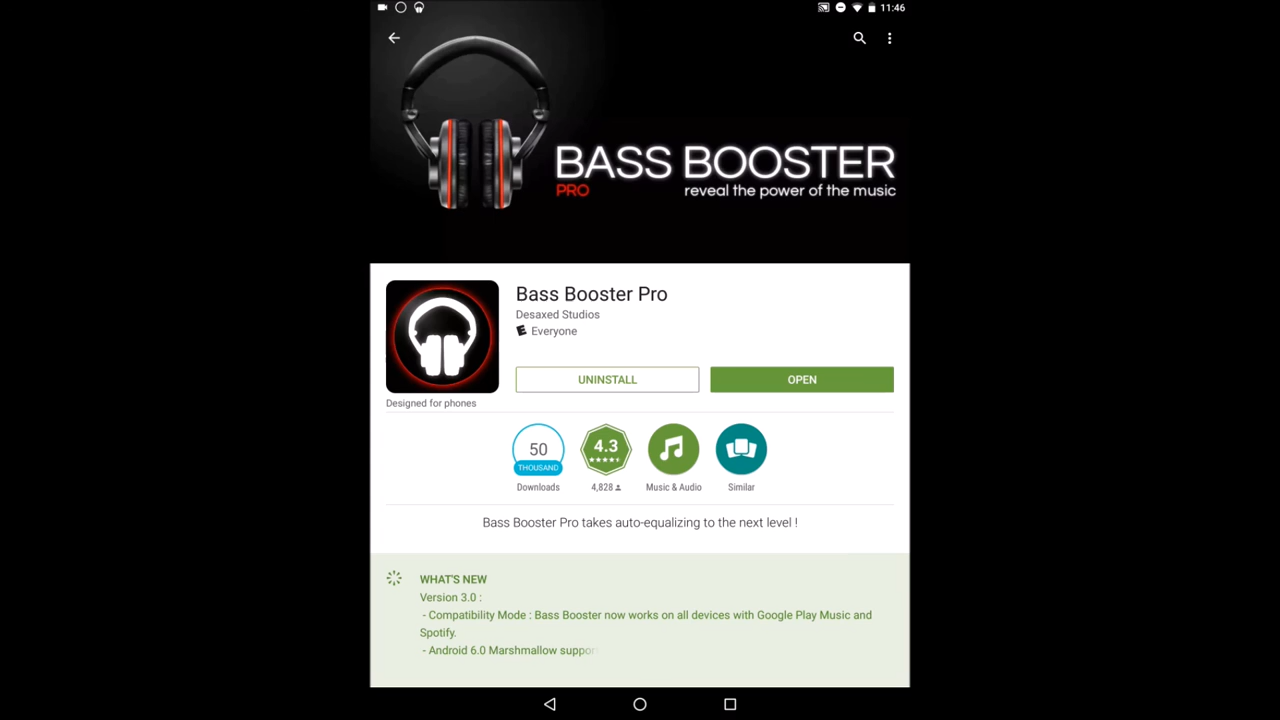 11:46
BASS BOOSTER
PRO reveal the power of the music
Bass Booster Pro
Desaxed Studios
E Everyone
UNINSTALL OPEN
Designed for phones
50 4.3
THOUSAND
Downloads 4,828 Music & Audio Similar
Bass Booster Pro takes auto-equalizing to the next level !
WHAT'S NEW
Version 3.0 :
- Compatibility Mode : Bass Booster now works on all devices with Google Play Music and
Spotify.
- Android 6.0 Marshmallow suppor